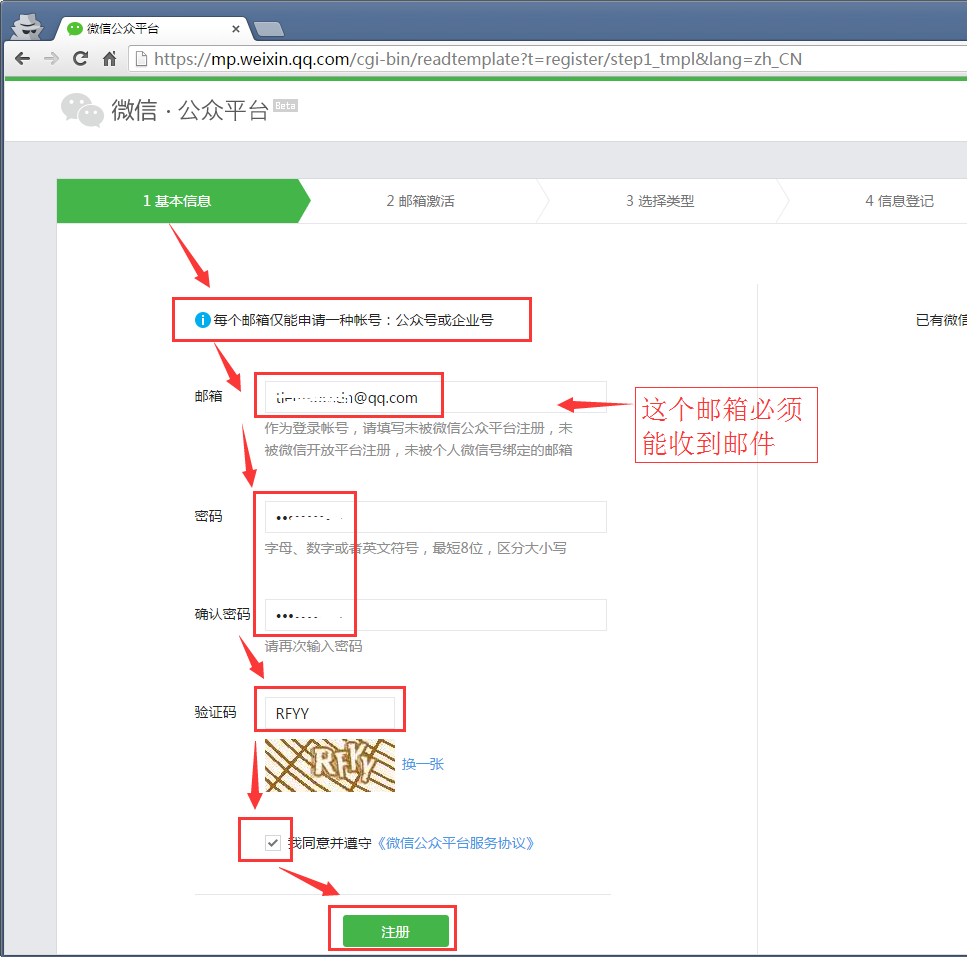 微信公众平台
https://mp.weixin.qq.com/cgi-bin/readtemplate?t=register/step1_tmpl&lang=zh_CN
微信·公众平台 Beta
1 基本信息 2 邮箱激活 3 选择类型 4 信息登记
每个邮箱仅能申请一种帐号：公众号或企业号
已有微信
邮箱 @qq.com
作为登录帐号，请填写未被微信公众平台注册，未
被微信开放平台注册，未被个人微信号绑定的邮箱
这个邮箱必须
能收到邮件
密码
字母、数字或者英文符号，最短8位，区分大小写
确认密码
请再次输入密码
验证码 RFYY
RFYY 换一张
我同意并遵守《微信公众平台服务协议》
注册